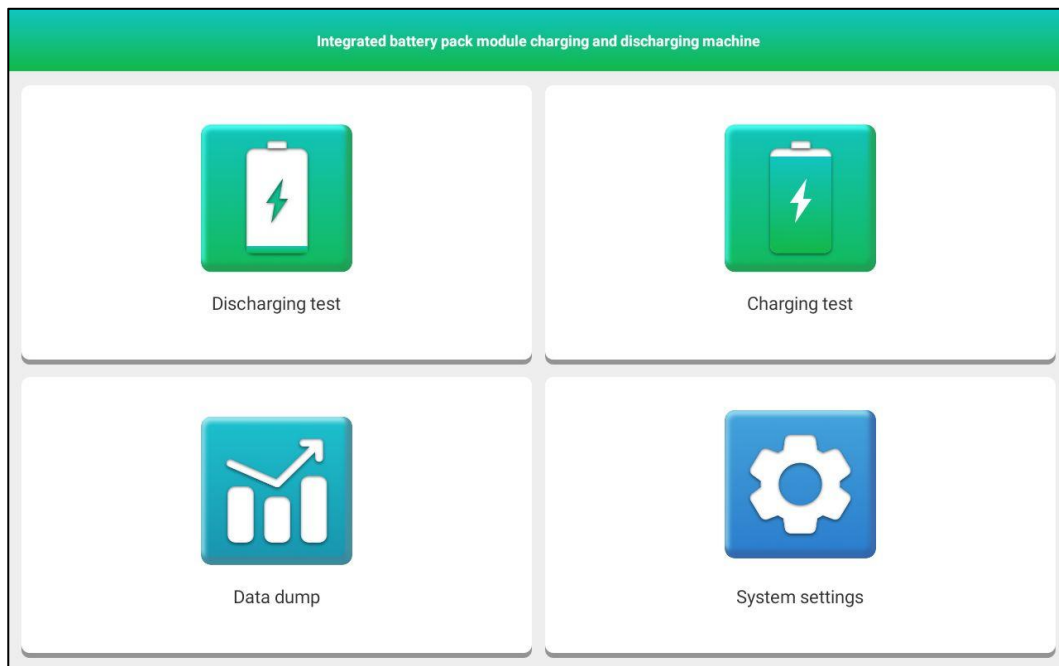 Integrated battery pack module charging and discharging machine
Discharging test
Charging test
Data dump
System settings